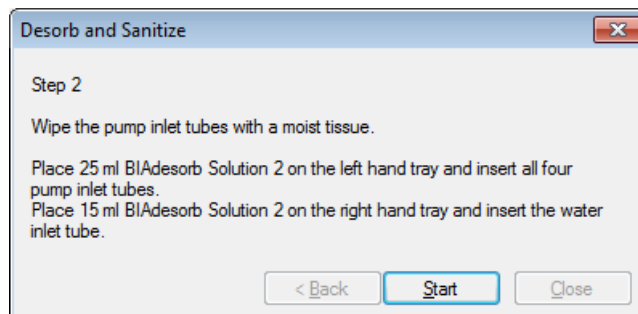 Desorb and Sanitize
Step 2
Wipe the pump inlet tubes with a moist tissue.
Place 25 ml BIAdesorb Solution 2 on the left hand tray and insert all four
pump inlet tubes.
Place 15 ml BIAdesorb Solution 2 on the right hand tray and insert the water
inlet tube.
< Back Start Close